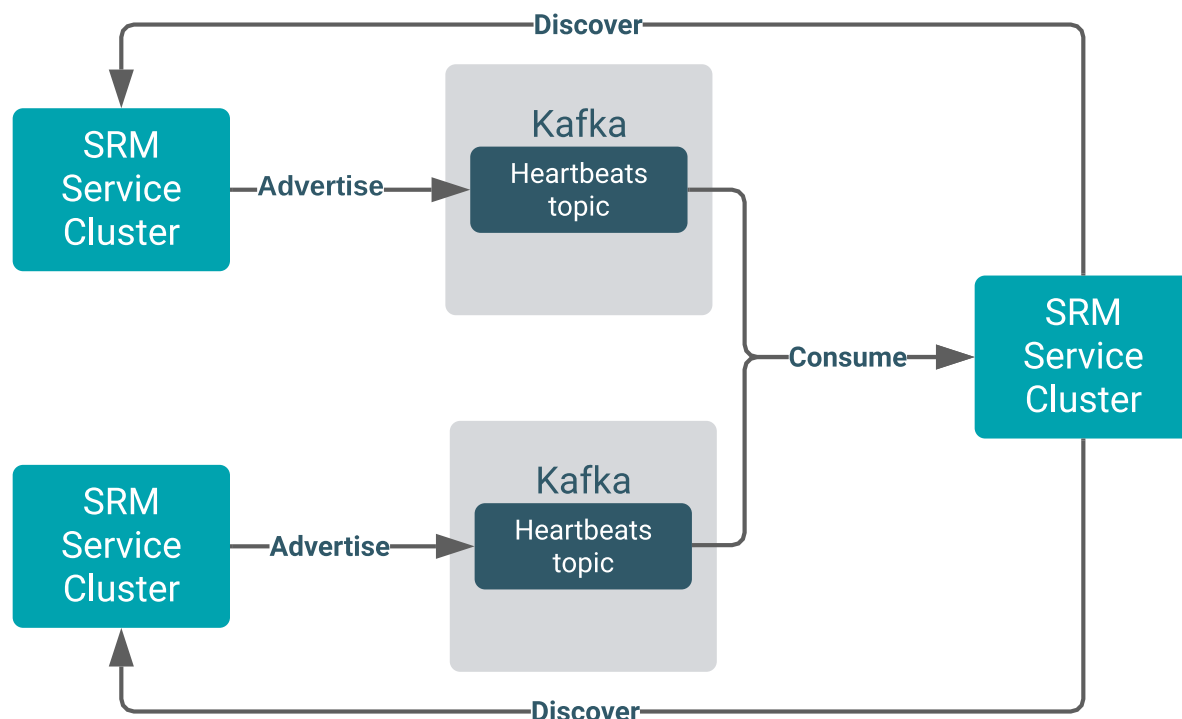 Discover
SRM
Service
Cluster
Advertise
Kafka
Heartbeats
topic
Consume
SRM
Service
Cluster
SRM
Service
Cluster
Advertise
Kafka
Heartbeats
topic
Discover